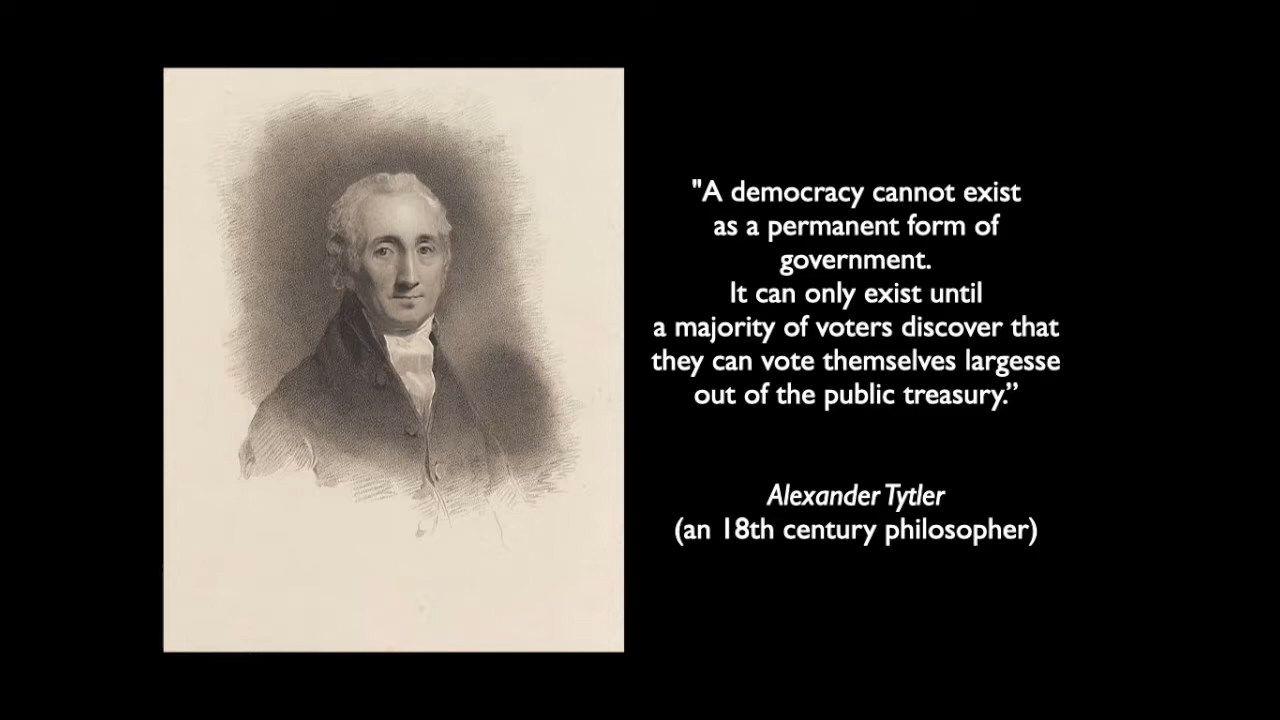 "A democracy cannot exist
as a permanent form of
government.
It can only exist until
a majority of voters discover that
they can vote themselves largesse
out of the public treasury.”
Alexander Tytler
(an 18th century philosopher)